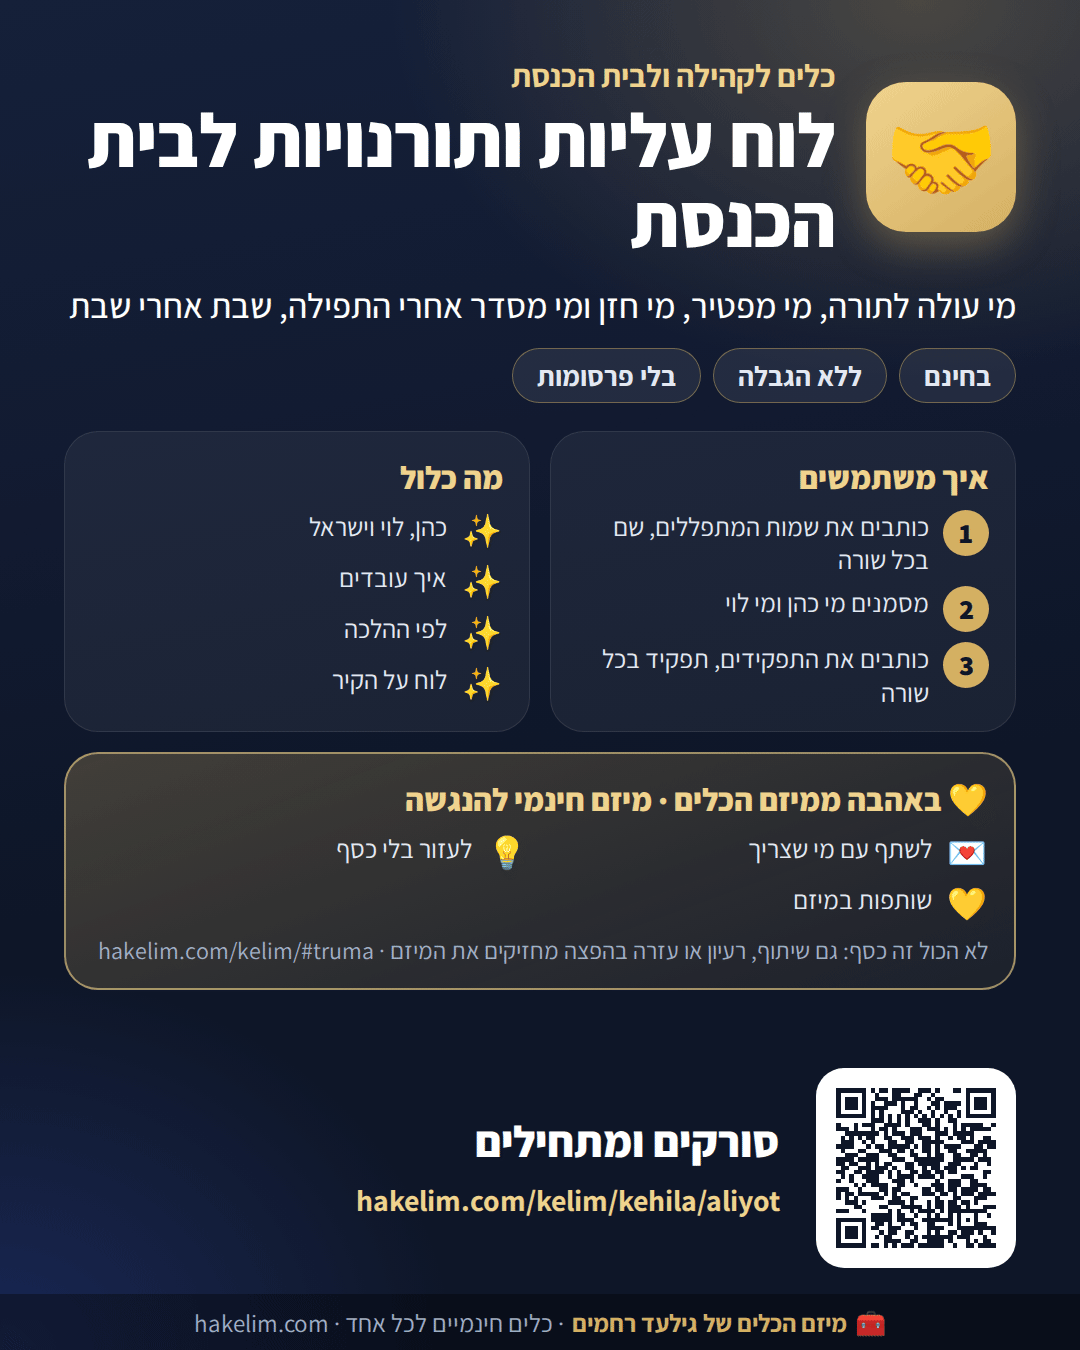 כלים לקהילה ולבית הכנסת
לוח עליות ותורנויות לבית
הכנסת
מי עולה לתורה, מי מפטיר, מי חזן ומי מסדר אחרי התפילה, שבת אחרי שבת
בחינם
ללא הגבלה
בלי פרסומות
איך משתמשים
1 כותבים את שמות המתפללים, שם
בכל שורה
2 מסמנים מי כהן ומי לוי
3 כותבים את התפקידים, תפקיד בכל
שורה
מה כלול
כהן, לוי וישראל
איך עובדים
לפי ההלכה
לוח על הקיר
באהבה ממיזם הכלים · מיזם חינמי להנגשה
לשתף עם מי שצריך
לעזור בלי כסף
שותפות במיזם
לא הכול זה כסף: גם שיתוף, רעיון או עזרה בהפצה מחזיקים את המיזם · hakelim.com/kelim/#truma
סורקים ומתחילים
hakelim.com/kelim/kehila/aliyot
מיזם הכלים של גילעד רחמים · כלים חינמיים לכל אחד · hakelim.com